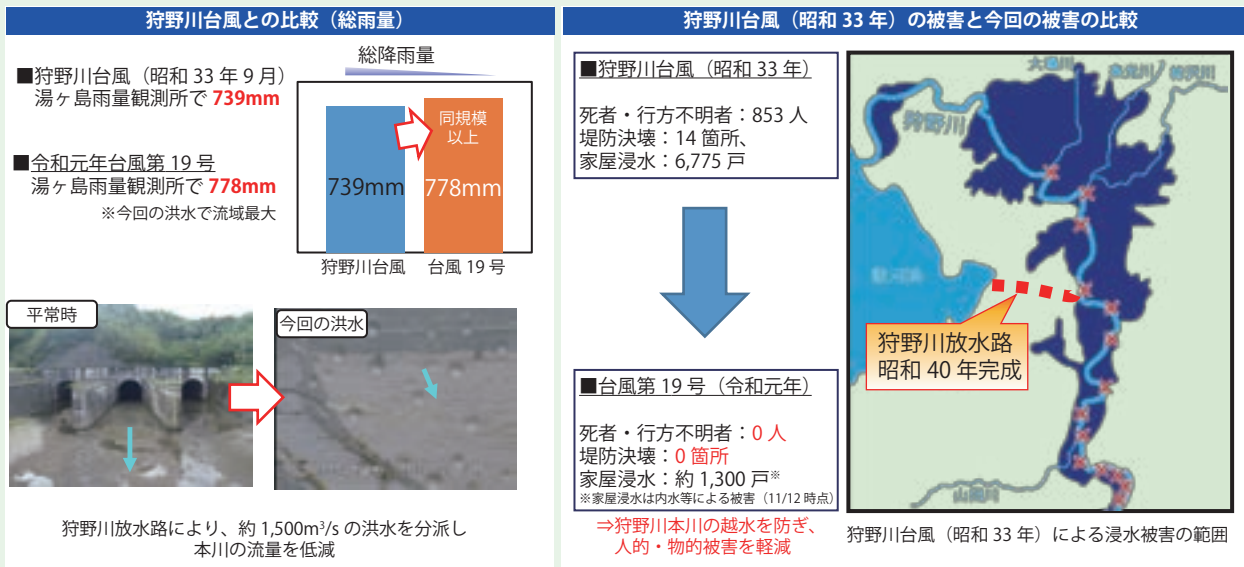 狩野川台風との比較（総雨量）
■狩野川台風（昭和 33 年 9 月）
湯ヶ島雨量観測所で 739mm
■令和元年台風第 19 号
湯ヶ島雨量観測所で 778mm
※今回の洪水で流域最大
総降雨量
同規模
以上
739mm
778mm
狩野川台風
台風 19 号
平常時
今回の洪水
狩野川放水路により、約 1,500m³/s の洪水を分派し
本川の流量を低減
狩野川台風（昭和 33 年）の被害と今回の被害の比較
■狩野川台風（昭和 33 年）
死者・行方不明者：853 人
堤防決壊：14 箇所、
家屋浸水：6,775 戸
■台風第 19 号（令和元年）
死者・行方不明者：0 人
堤防決壊：0 箇所
家屋浸水：約 1,300 戸※
※家屋浸水は内水等による被害（11/12 時点）
⇒狩野川本川の越水を防ぎ、
人的・物的被害を軽減
狩野川
狩野川放水路
昭和 40 年完成
狩野川台風（昭和 33 年）による浸水被害の範囲